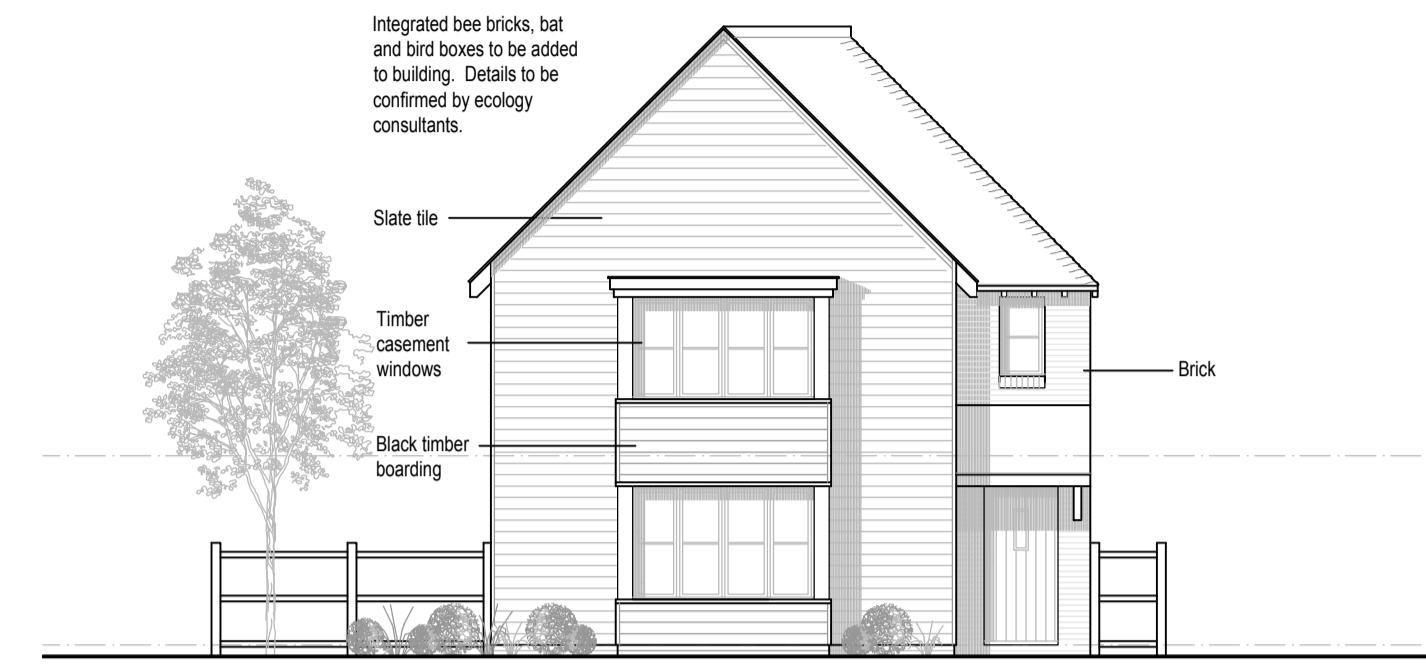 Integrated bee bricks, bat
and bird boxes to be added
to building. Details to be
confirmed by ecology
consultants.
Slate tile
Timber
casement
windows
Brick
Black timber
boarding